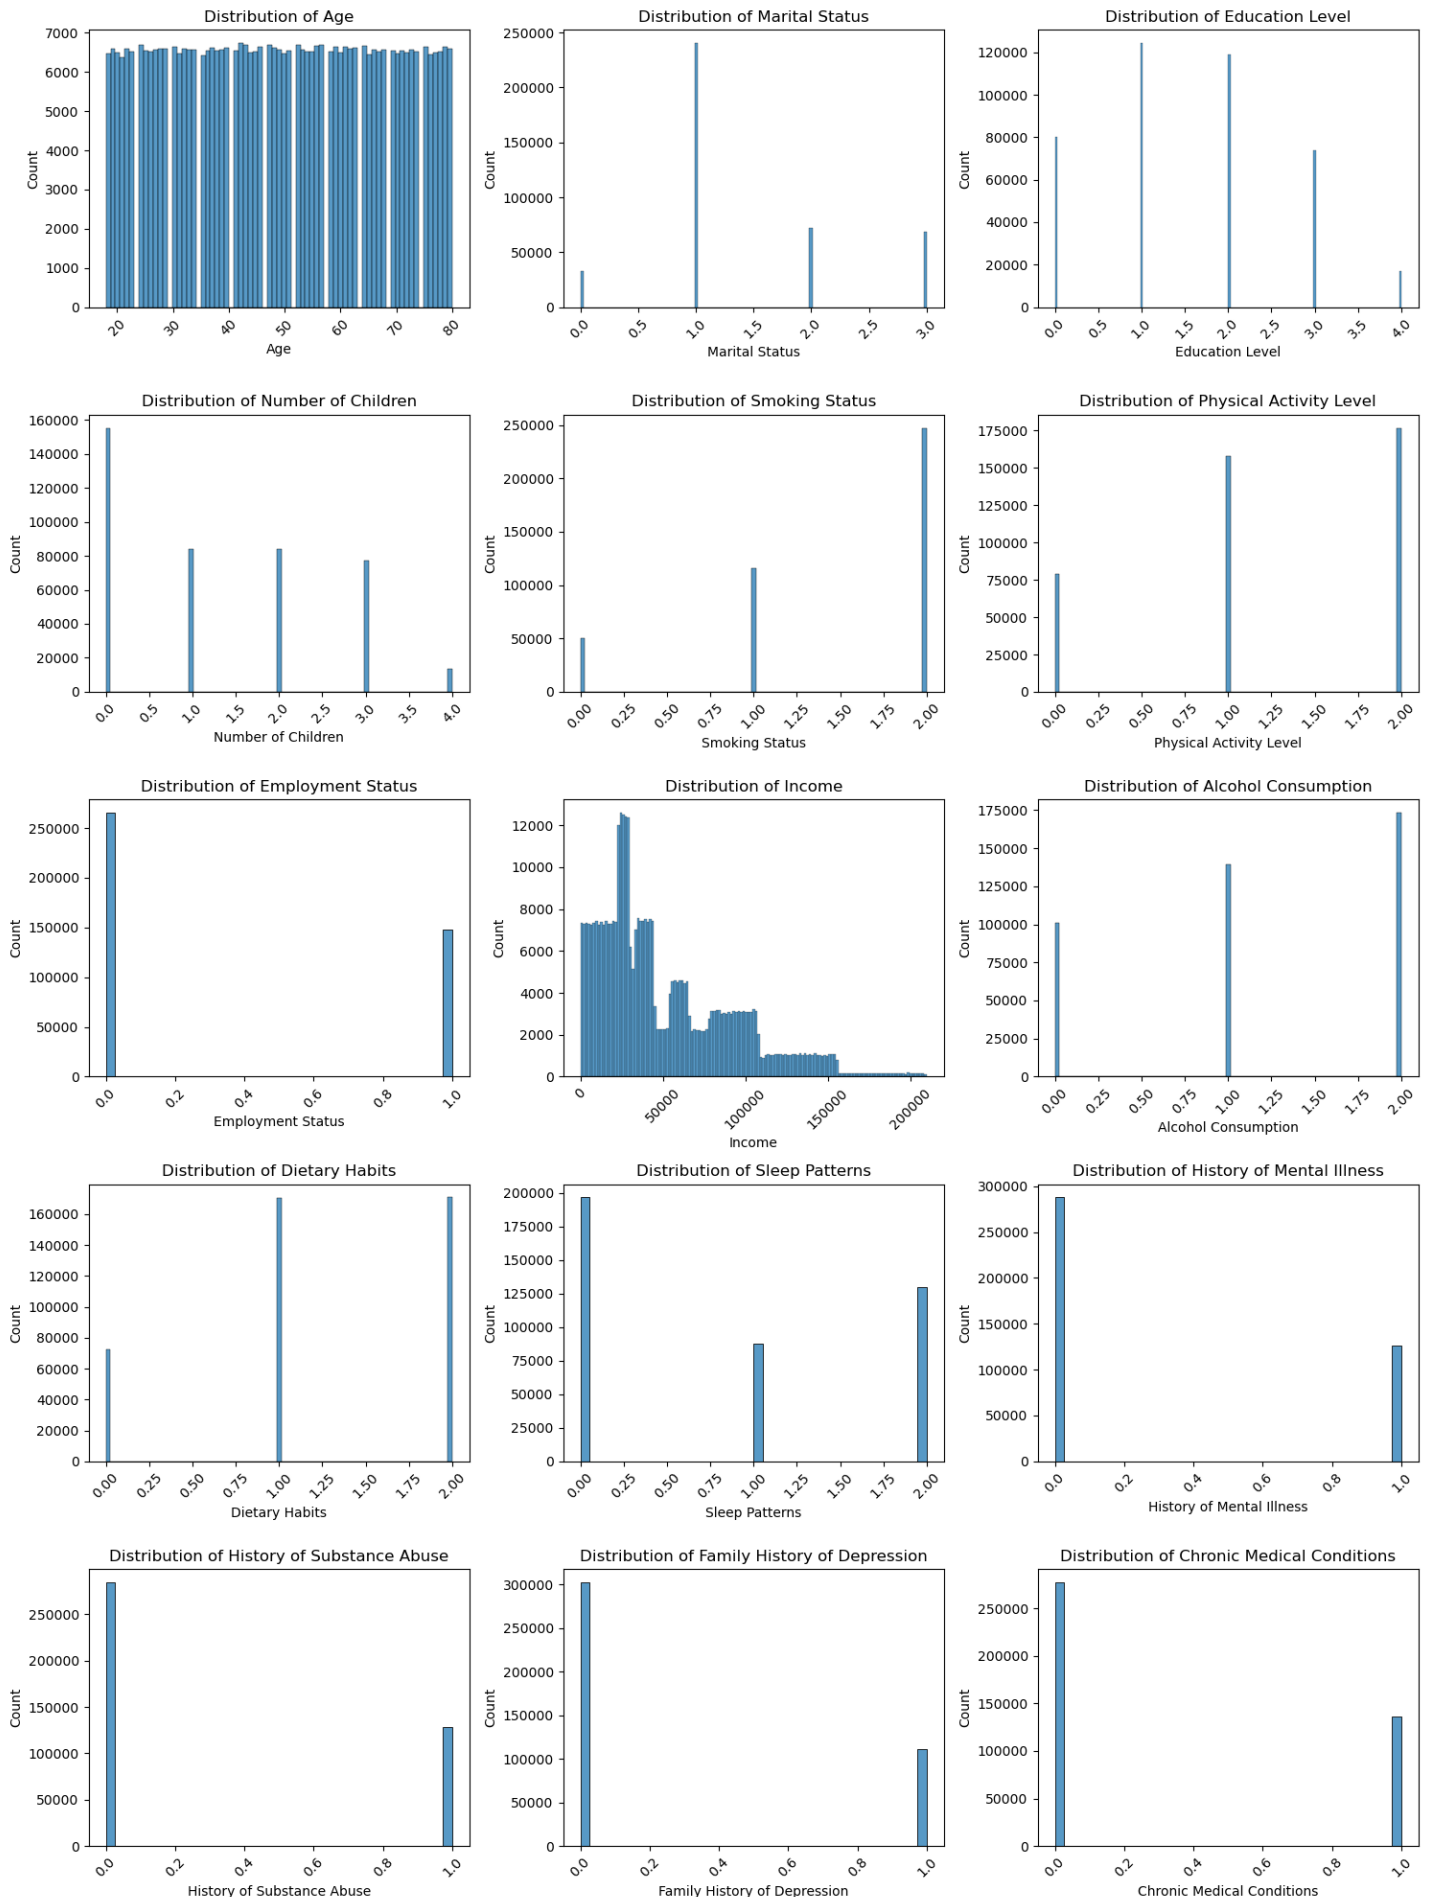 Distribution of Age
Distribution of Marital Status
Distribution of Education Level
7000
6000
5000
4000
3000
2000
1000
0
Count
20 30 40 50 60 70 80
Age
250000
200000
150000
100000
50000
0
Count
0.0 0.5 1.0 1.5 2.0 2.5 3.0
Marital Status
120000
100000
80000
60000
40000
20000
0
Count
0.0 0.5 1.0 1.5 2.0 2.5 3.0 3.5 4.0
Education Level
Distribution of Number of Children
Distribution of Smoking Status
Distribution of Physical Activity Level
160000
140000
120000
100000
80000
60000
40000
20000
0
Count
0.0 0.5 1.0 1.5 2.0 2.5 3.0 3.5 4.0
Number of Children
250000
200000
150000
100000
50000
0
Count
0.00 0.25 0.50 0.75 1.00 1.25 1.50 1.75 2.00
Smoking Status
175000
150000
125000
100000
75000
50000
25000
0
Count
0.00 0.25 0.50 0.75 1.00 1.25 1.50 1.75 2.00
Physical Activity Level
Distribution of Employment Status
Distribution of Income
Distribution of Alcohol Consumption
250000
200000
150000
100000
50000
0
Count
0.0 0.2 0.4 0.6 0.8 1.0
Employment Status
12000
10000
8000
6000
4000
2000
0
Count
0 50000 100000 150000 200000
Income
175000
150000
125000
100000
75000
50000
25000
0
Count
0.00 0.25 0.50 0.75 1.00 1.25 1.50 1.75 2.00
Alcohol Consumption
Distribution of Dietary Habits
Distribution of Sleep Patterns
Distribution of History of Mental Illness
160000
140000
120000
100000
80000
60000
40000
20000
0
Count
0.00 0.25 0.50 0.75 1.00 1.25 1.50 1.75 2.00
Dietary Habits
200000
175000
150000
125000
100000
75000
50000
25000
0
Count
0.00 0.25 0.50 0.75 1.00 1.25 1.50 1.75 2.00
Sleep Patterns
300000
250000
200000
150000
100000
50000
0
Count
0.0 0.2 0.4 0.6 0.8 1.0
History of Mental Illness
Distribution of History of Substance Abuse
Distribution of Family History of Depression
Distribution of Chronic Medical Conditions
250000
200000
150000
100000
50000
0
Count
0.0 0.2 0.4 0.6 0.8 1.0
History of Substance Abuse
300000
250000
200000
150000
100000
50000
0
Count
0.0 0.2 0.4 0.6 0.8 1.0
Family History of Depression
250000
200000
150000
100000
50000
0
Count
0.0 0.2 0.4 0.6 0.8 1.0
Chronic Medical Conditions